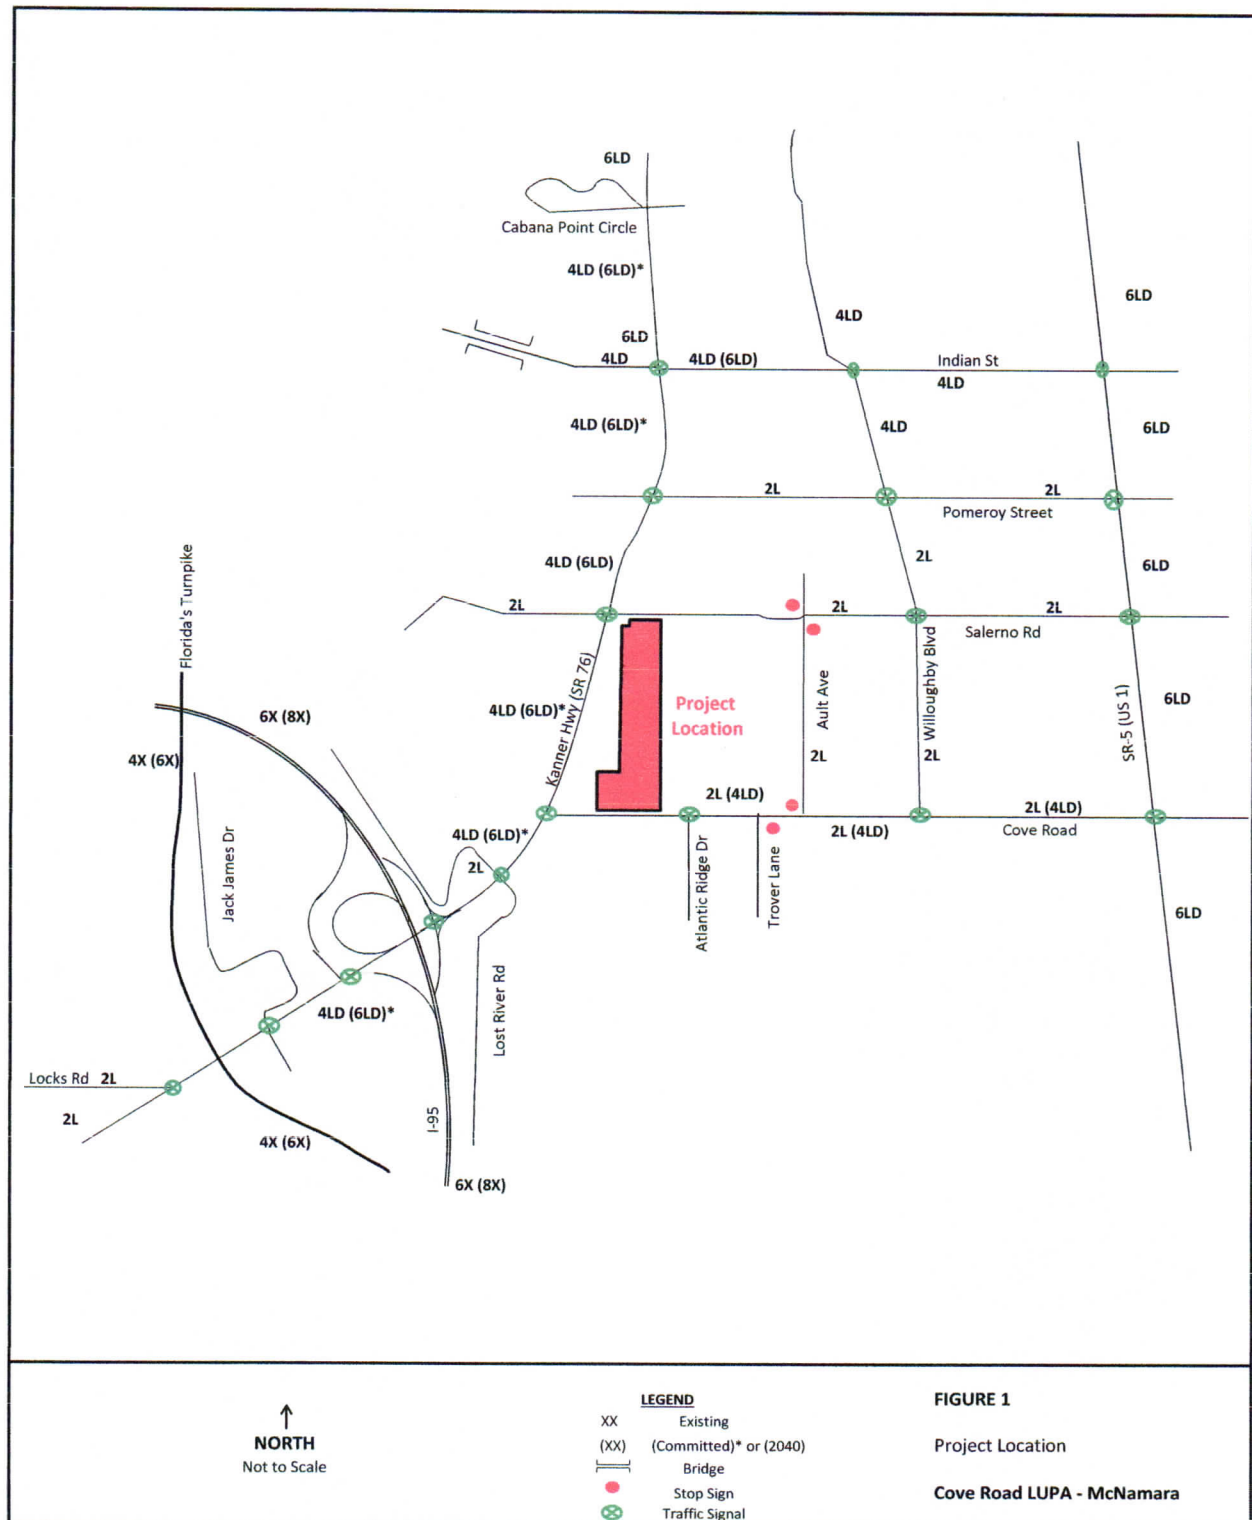 6LD
Cabana Point Circle
4LD (6LD)*
6LD
4LD
6LD
4LD
4LD (6LD)
Indian St
4LD
4LD (6LD)*
4LD
6LD
2L
2L
Pomeroy Street
4LD (6LD)
2L
6LD
Florida's Turnpike
2L
2L
2L
Salerno Rd
Kanner Hwy (SR 76)
4LD (6LD)*
Project
Location
Ault Ave
2L
Willoughby Blvd
2L
SR-5 (US 1)
6LD
6X (8X)
4X (6X)
Jack James Dr
2L (4LD)
2L (4LD)
2L (4LD)
Cove Road
4LD (6LD)*
2L
Atlantic Ridge Dr
Trover Lane
6LD
Lost River Rd
4LD (6LD)*
Locks Rd
2L
2L
4X (6X)
I-95
6X (8X)
NORTH
Not to Scale
LEGEND
XX Existing
(XX) (Committed)* or (2040)
Bridge
Stop Sign
Traffic Signal
FIGURE 1
Project Location
Cove Road LUPA - McNamara